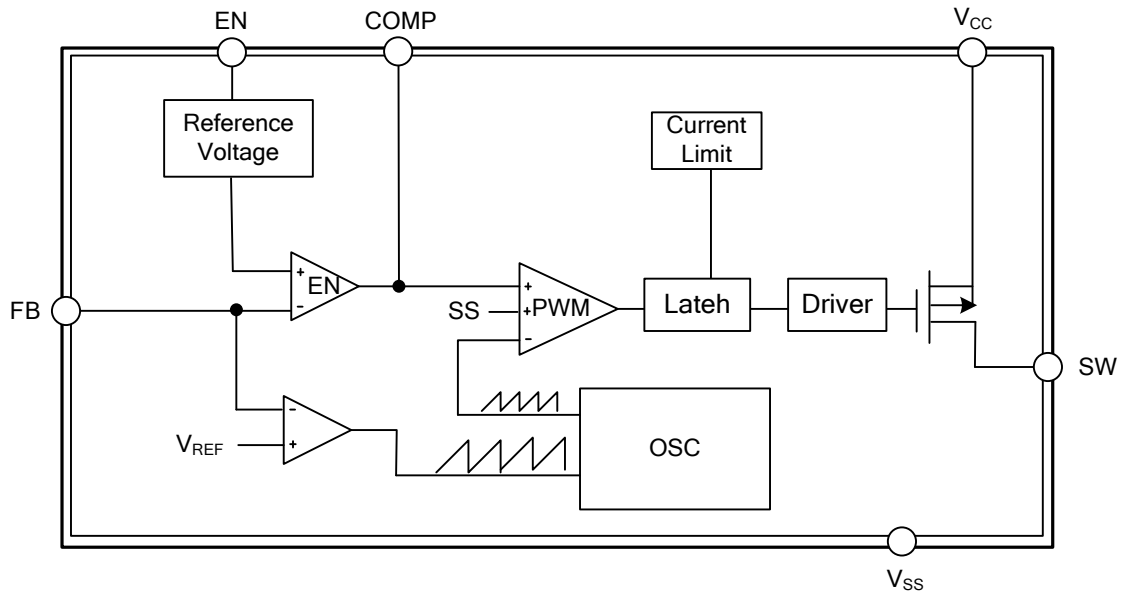 EN
COMP
VCC
Reference
Voltage
Current
Limit
+
EN
-
FB
+
SS
+
PWM
-
Lateh
Driver
SW
-
VREF
+
OSC
VSS